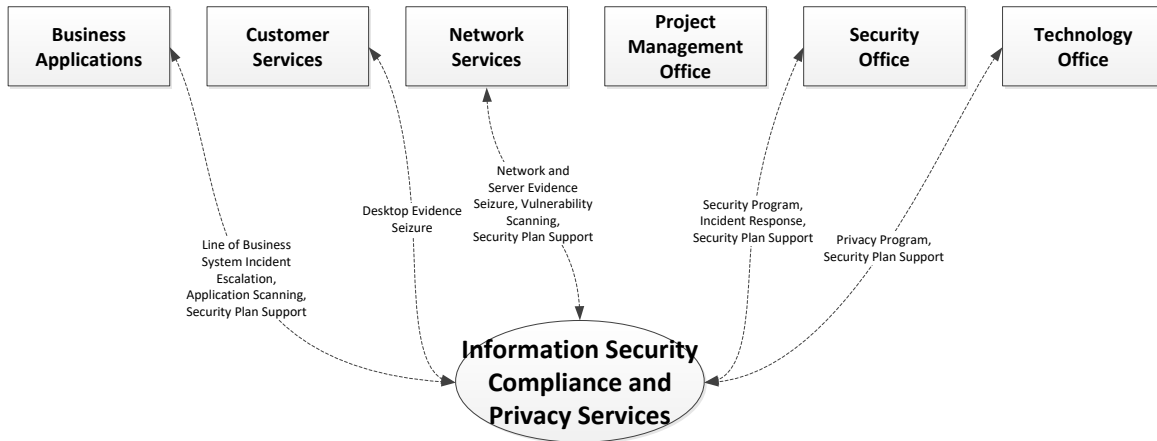 Business
Applications
Customer
Services
Network
Services
Project
Management
Office
Security
Office
Technology
Office
Line of Business
System Incident
Escalation,
Application Scanning,
Security Plan Support
Desktop Evidence
Seizure
Network and
Server Evidence
Seizure, Vulnerability
Scanning,
Security Plan Support
Security Program,
Incident Response,
Security Plan Support
Privacy Program,
Security Plan Support
Information Security
Compliance and
Privacy Services